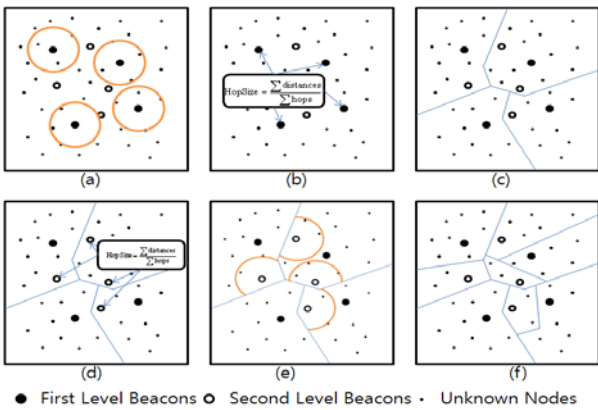 (a) (b) (c)
HopSize = ∑ distances / ∑ hops
(d) (e) (f)
HopSize = ∑ distances / ∑ hops
● First Level Beacons ○ Second Level Beacons · Unknown Nodes